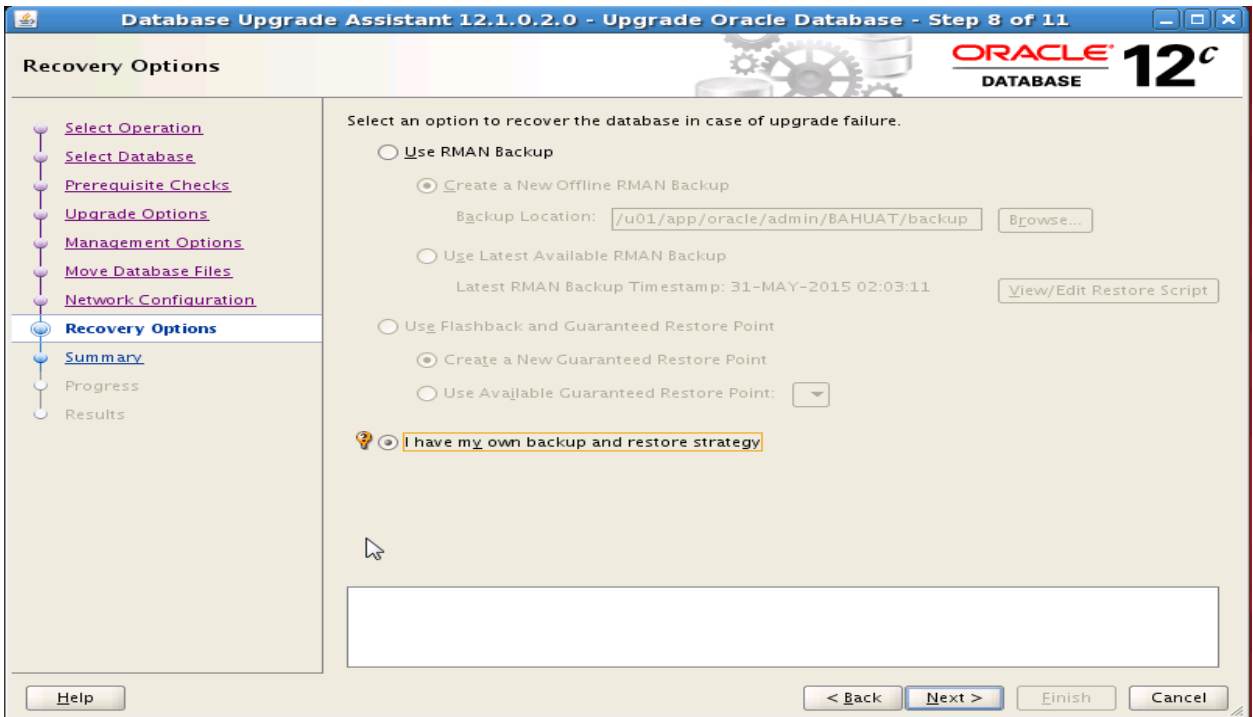 Database Upgrade Assistant 12.1.0.2.0 - Upgrade Oracle Database - Step 8 of 11
Recovery Options
ORACLE
DATABASE
12c
Select Operation
Select Database
Prerequisite Checks
Upgrade Options
Management Options
Move Database Files
Network Configuration
Recovery Options
Summary
Progress
Results
Select an option to recover the database in case of upgrade failure.
Use RMAN Backup
Create a New Offline RMAN Backup
Backup Location: /u01/app/oracle/admin/BAHUAT/backup Browse...
Use Latest Available RMAN Backup
Latest RMAN Backup Timestamp: 31-MAY-2015 02:03:11 View/Edit Restore Script
Use Flashback and Guaranteed Restore Point
Create a New Guaranteed Restore Point
Use Available Guaranteed Restore Point:
I have my own backup and restore strategy
Help < Back Next > Finish Cancel